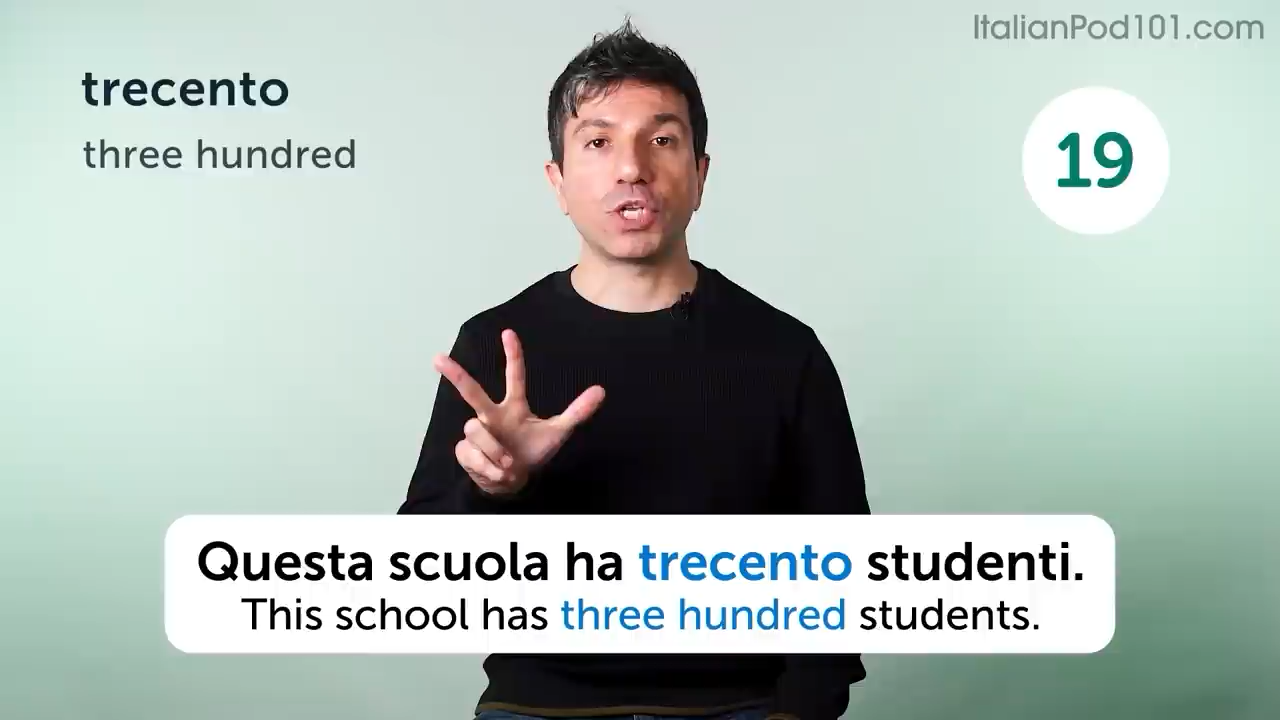 ItalianPod101.com
trecento
three hundred
19
Questa scuola ha trecento studenti.
This school has three hundred students.